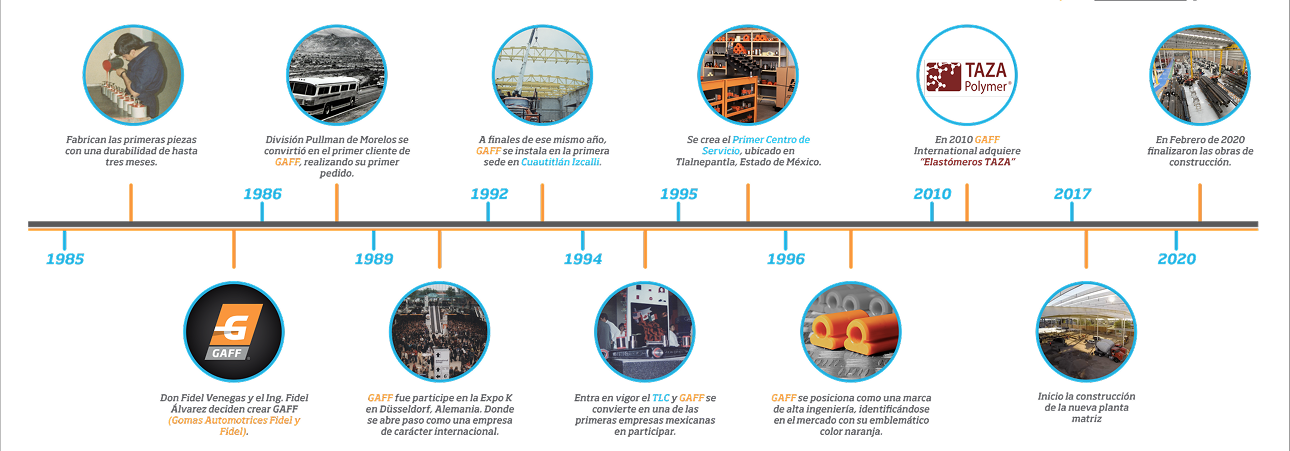 Fabrican las primeras piezas
con una durabilidad de hasta
tres meses.
División Pullman de Morelos se
convirtió en el primer cliente de
GAFF, realizando su primer
pedido.
A finales de ese mismo año,
GAFF se instala en la primera
sede en Cuautitlán Izcalli.
Se crea el Primer Centro de
Servicio, ubicado en
Tlalnepantla, Estado de México.
TAZA
Polymer®
En 2010 GAFF
International adquiere
"Elastómeros TAZA"
En Febrero de 2020
finalizaron las obras de
construcción.
1986
1992
1995
2010
2017
1985
1989
1994
1996
2020
G
GAFF
Don Fidel Venegas y el Ing. Fidel
Álvarez deciden crear GAFF
(Gomas Automotrices Fidel y
Fidel).
GAFF fue participe en la Expo K
en Düsseldorf, Alemania. Donde
se abre paso como una empresa
de carácter internacional.
Entra en vigor el TLC y GAFF se
convierte en una de las
primeras empresas mexicanas
en participar.
GAFF se posiciona como una marca
de alta ingeniería, identificándose
en el mercado con su emblemático
color naranja.
Inicio la construcción
de la nueva planta
matriz